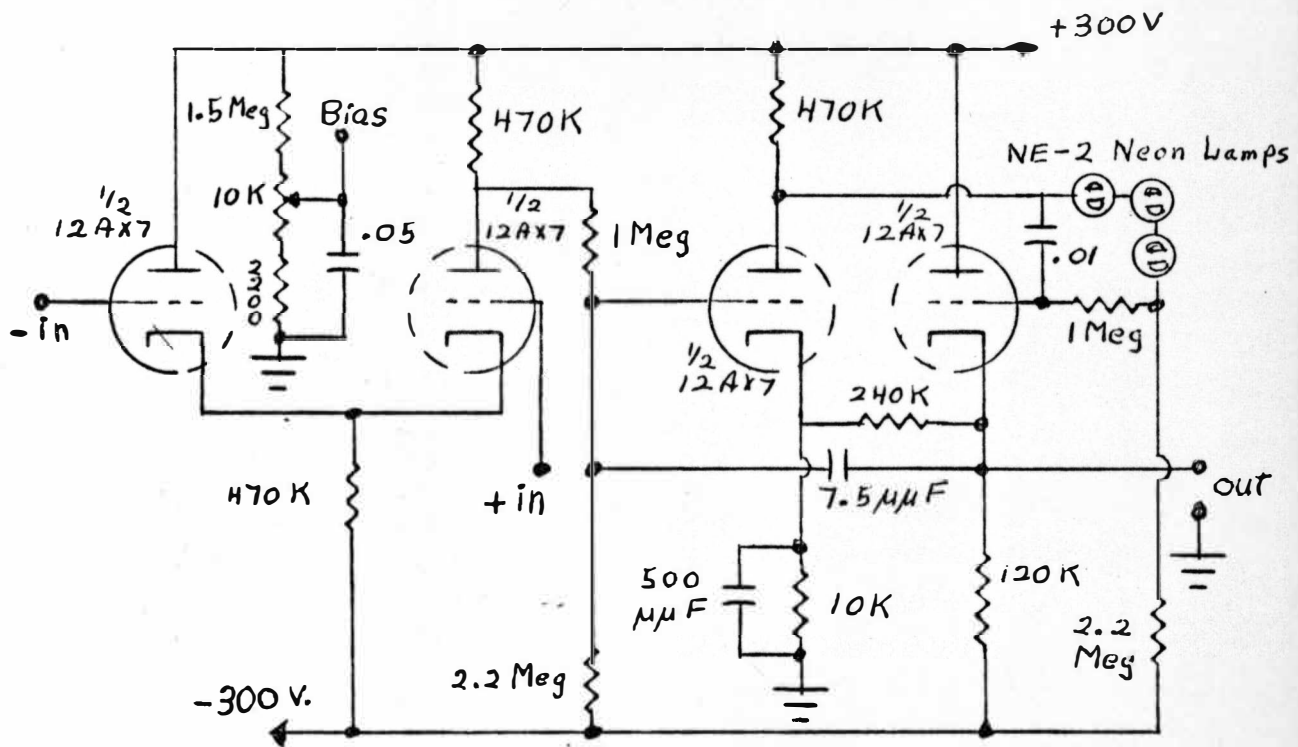 +300V
1.5 Meg
Bias
470K
470K
NE-2 Neon Lamps
10K
1/2
12AX7
.05
1/2
12AX7
1 Meg
1/2
12AX7
.01
2200
-in
1 Meg
1/2
12AX7
240K
470K
+in
7.5μμF
out
500
μμF
10K
120K
2.2
Meg
2.2 Meg
-300 V.